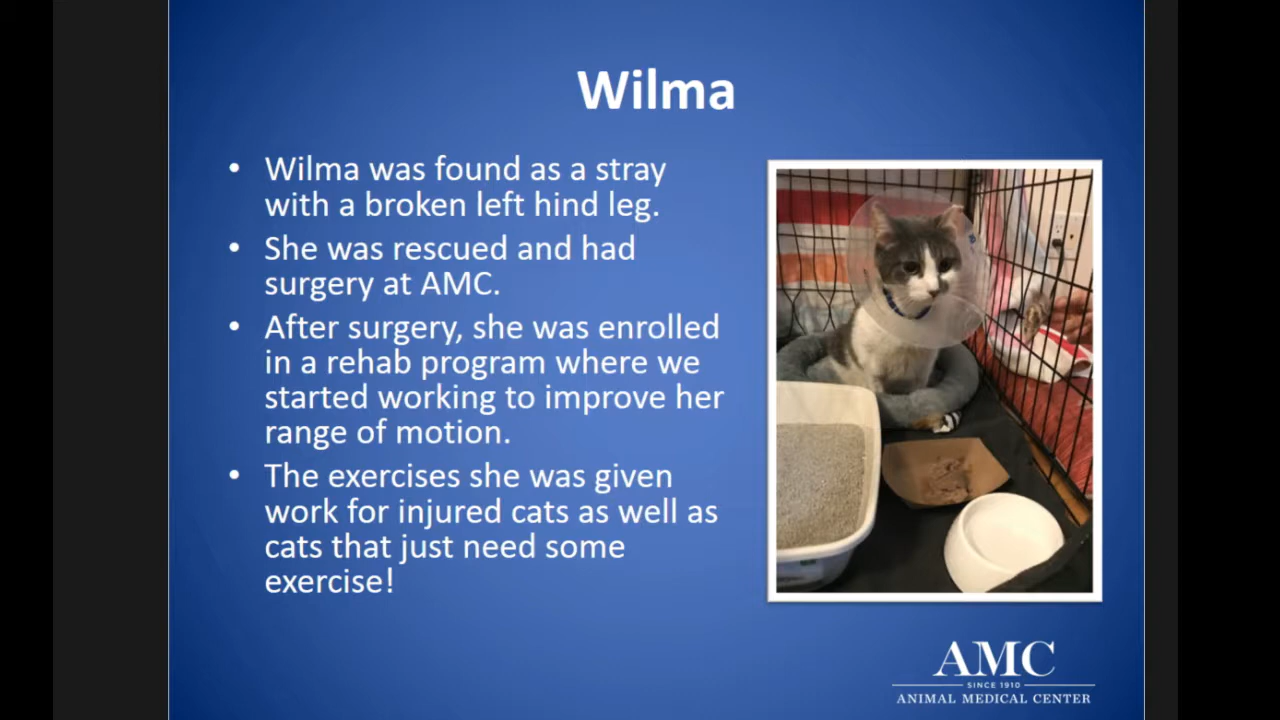 Wilma
• Wilma was found as a stray
with a broken left hind leg.
• She was rescued and had
surgery at AMC.
• After surgery, she was enrolled
in a rehab program where we
started working to improve her
range of motion.
• The exercises she was given
work for injured cats as well as
cats that just need some
exercise!
AMC
SINCE 1910
ANIMAL MEDICAL CENTER